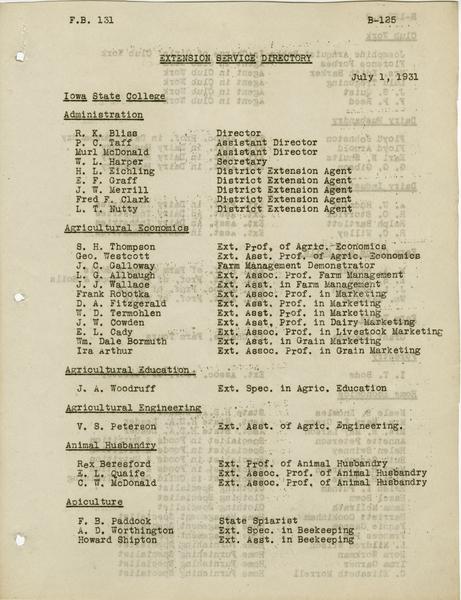 F.B. 131 B-125
EXTENSION SERVICE DIRECTORY
July 1, 1931
Iowa State College
Administration
R. K. Bliss Director
P. C. Taff Assistant Director
Murl McDonald Assistant Director
W. L. Harper Secretary
H. L. Eichling District Extension Agent
E. F. Graff District Extension Agent
J. W. Merrill District Extension Agent
Fred F. Clark District Extension Agent
L. T. Nutty District Extension Agent
Agricultural Economics
S. H. Thompson Ext. Prof. of Agric. Economics
Geo. Westcott Ext. Asst. Prof. of Agric. Economics
J. C. Galloway Farm Management Demonstrator
L. G. Allbaugh Ext. Assoc. Prof. Farm Management
J. J. Wallace Ext. Asst. in Farm Management
Frank Robotka Ext. Assoc. Prof. in Marketing
D. A. Fitzgerald Ext. Asst. Prof. in Marketing
W. D. Termohlen Ext. Asst. Prof. in Marketing
J. W. Cowden Ext. Asst. Prof. in Dairy Marketing
E. L. Cady Ext. Assoc. Prof. in Livestock Marketing
Wm. Dale Bormuth Ext. Asst. in Grain Marketing
Ira Arthur Ext. Assoc. Prof. in Grain Marketing
Agricultural Education
J. A. Woodruff Ext. Spec. in Agric. Education
Agricultural Engineering
V. S. Peterson Ext. Asst. of Agric. Engineering.
Animal Husbandry
Rex Beresford Ext. Prof. of Animal Husbandry
E. L. Quaife Ext. Assoc. Prof. of Animal Husbandry
C. W. McDonald Ext. Assoc. Prof. of Animal Husbandry
Apiculture
F. B. Paddock State Spiarist
A. D. Worthington Ext. Spec. in Beekeeping
Howard Shipton Ext. Asst. in Beekeeping